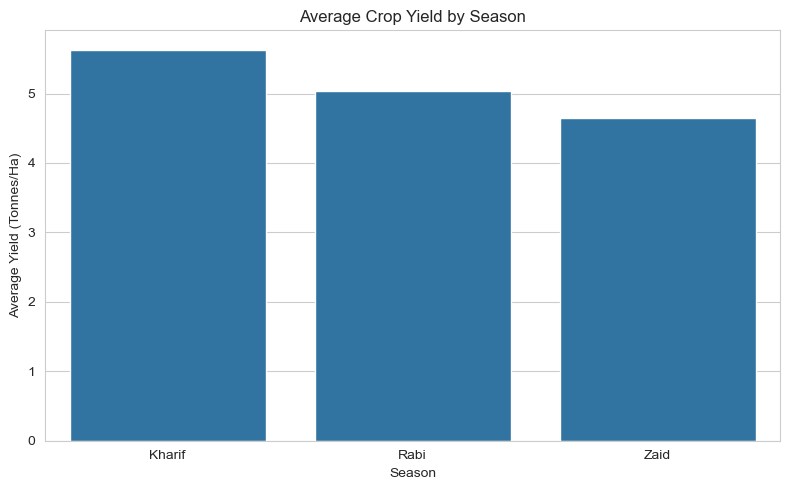 Average Crop Yield by Season
Average Yield (Tonnes/Ha)
5
4
3
2
1
0
Kharif
Rabi
Zaid
Season